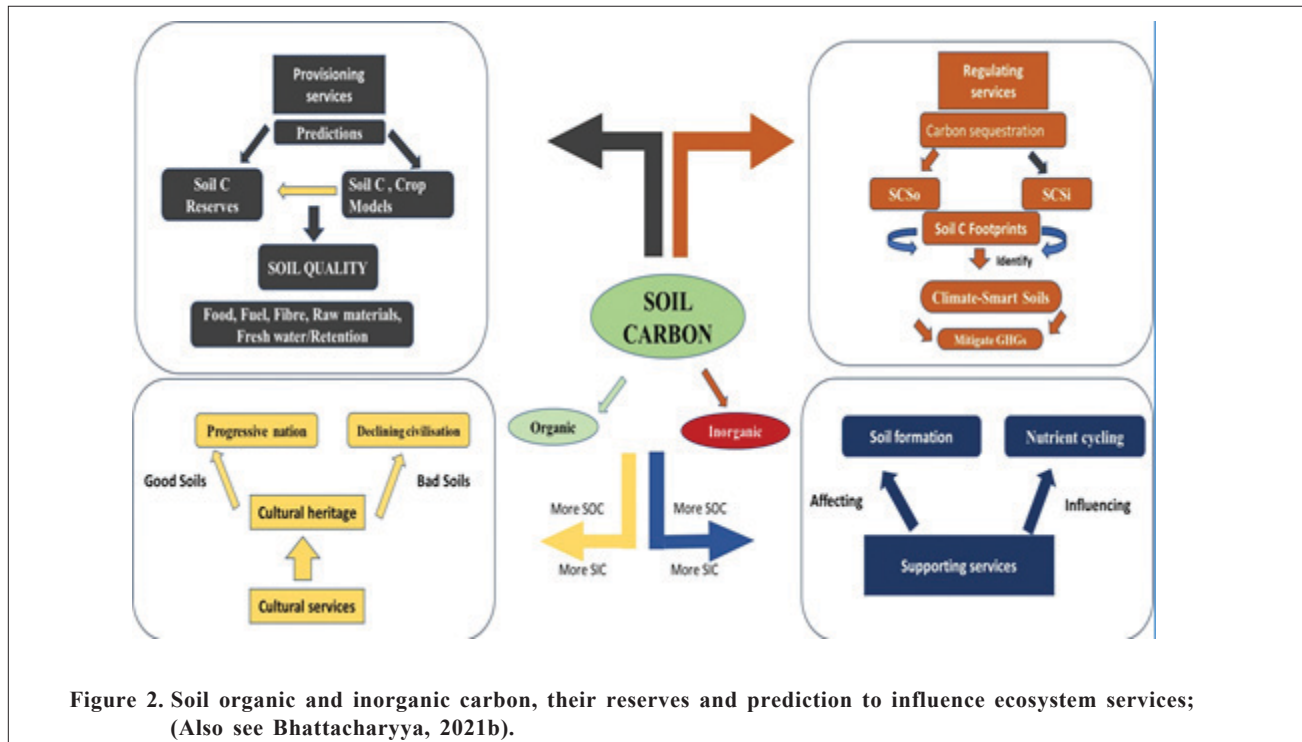 Provisioning
services
Predictions
Soil C
Reserves
Soil C , Crop
Models
SOIL QUALITY
Food, Fuel, Fibre, Raw materials,
Fresh water/Retention
Regulating
services
Carbon sequestration
SCSo
SCSi
Soil C Footprints
Identify
Climate-Smart Soils
Mitigate GHGs
SOIL
CARBON
Organic
Inorganic
More SOC
More SOC
More SIC
More SIC
Progressive nation
Declining civilisation
Good Soils
Bad Soils
Cultural heritage
Cultural services
Soil formation
Nutrient cycling
Affecting
Influencing
Supporting services
Figure 2. Soil organic and inorganic carbon, their reserves and prediction to influence ecosystem services;
(Also see Bhattacharyya, 2021b).